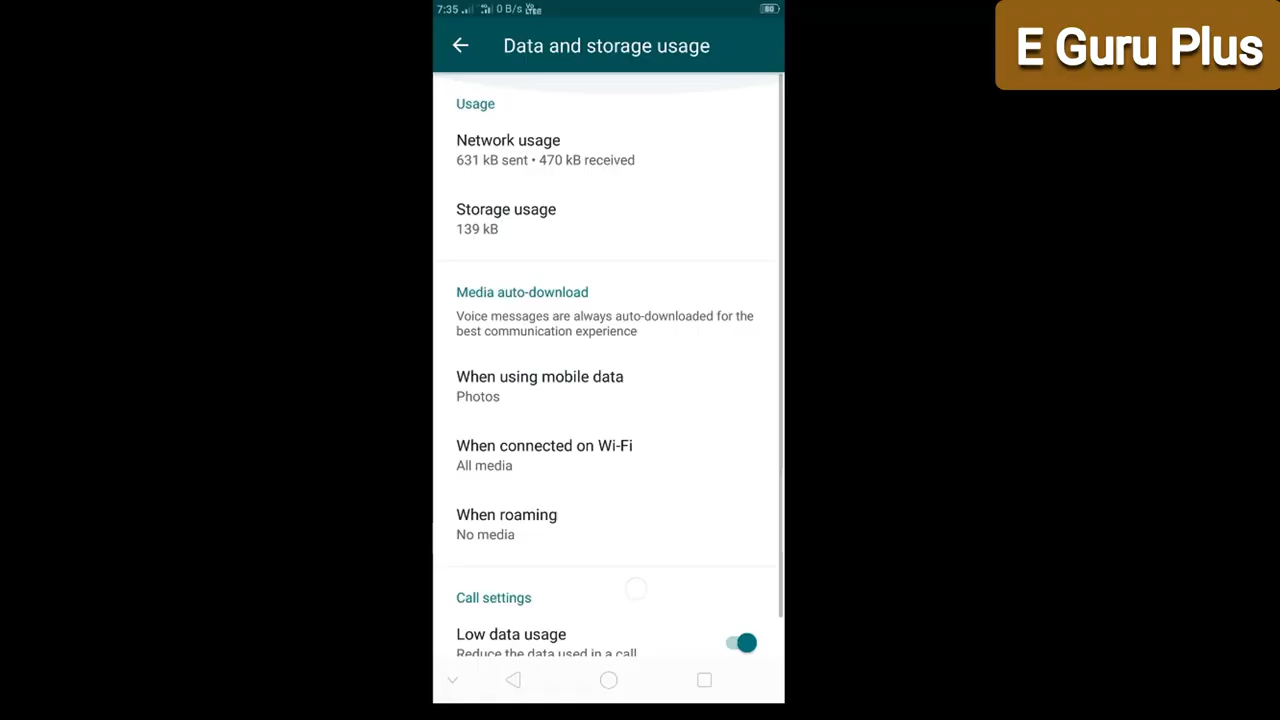 7:35 0 B/s 60
E Guru Plus
Data and storage usage
Usage
Network usage
631 kB sent • 470 kB received
Storage usage
139 kB
Media auto-download
Voice messages are always auto-downloaded for the
best communication experience
When using mobile data
Photos
When connected on Wi-Fi
All media
When roaming
No media
Call settings
Low data usage
Reduce the data used in a call